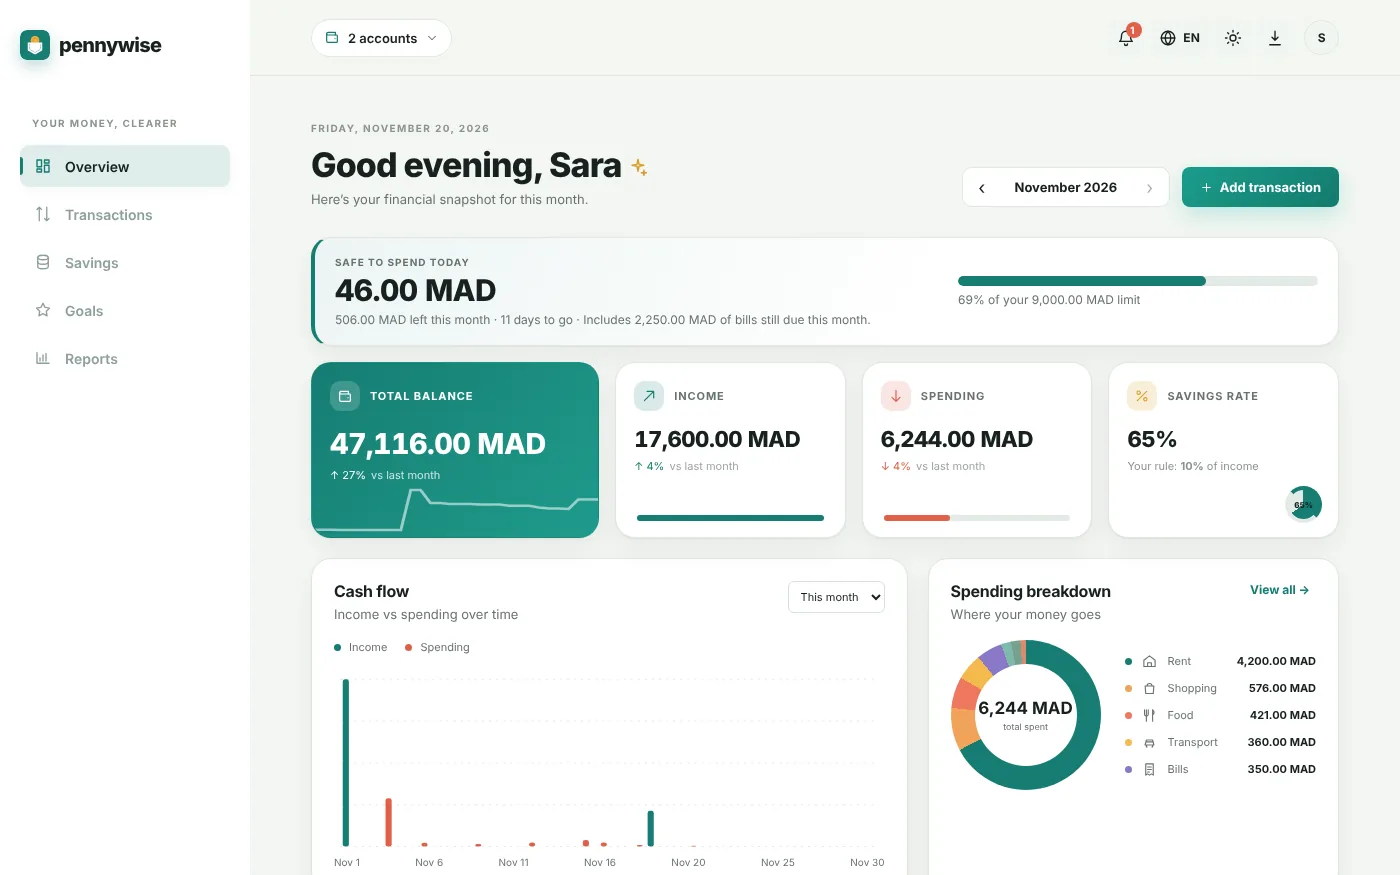 pennywise
2 accounts
1
EN
S
YOUR MONEY, CLEARER
Overview
Transactions
Savings
Goals
Reports
FRIDAY, NOVEMBER 20, 2026
Good evening, Sara
Here's your financial snapshot for this month.
November 2026
+ Add transaction
SAFE TO SPEND TODAY
46.00 MAD
506.00 MAD left this month · 11 days to go · Includes 2,250.00 MAD of bills still due this month.
69% of your 9,000.00 MAD limit
TOTAL BALANCE
47,116.00 MAD
↑ 27% vs last month
INCOME
17,600.00 MAD
↑ 4% vs last month
SPENDING
6,244.00 MAD
↓ 4% vs last month
SAVINGS RATE
65%
Your rule: 10% of income
65%
Cash flow
Income vs spending over time
This month
Income
Spending
Nov 1 Nov 6 Nov 11 Nov 16 Nov 20 Nov 25 Nov 30
Spending breakdown
View all →
Where your money goes
6,244 MAD
total spent
Rent 4,200.00 MAD
Shopping 576.00 MAD
Food 421.00 MAD
Transport 360.00 MAD
Bills 350.00 MAD